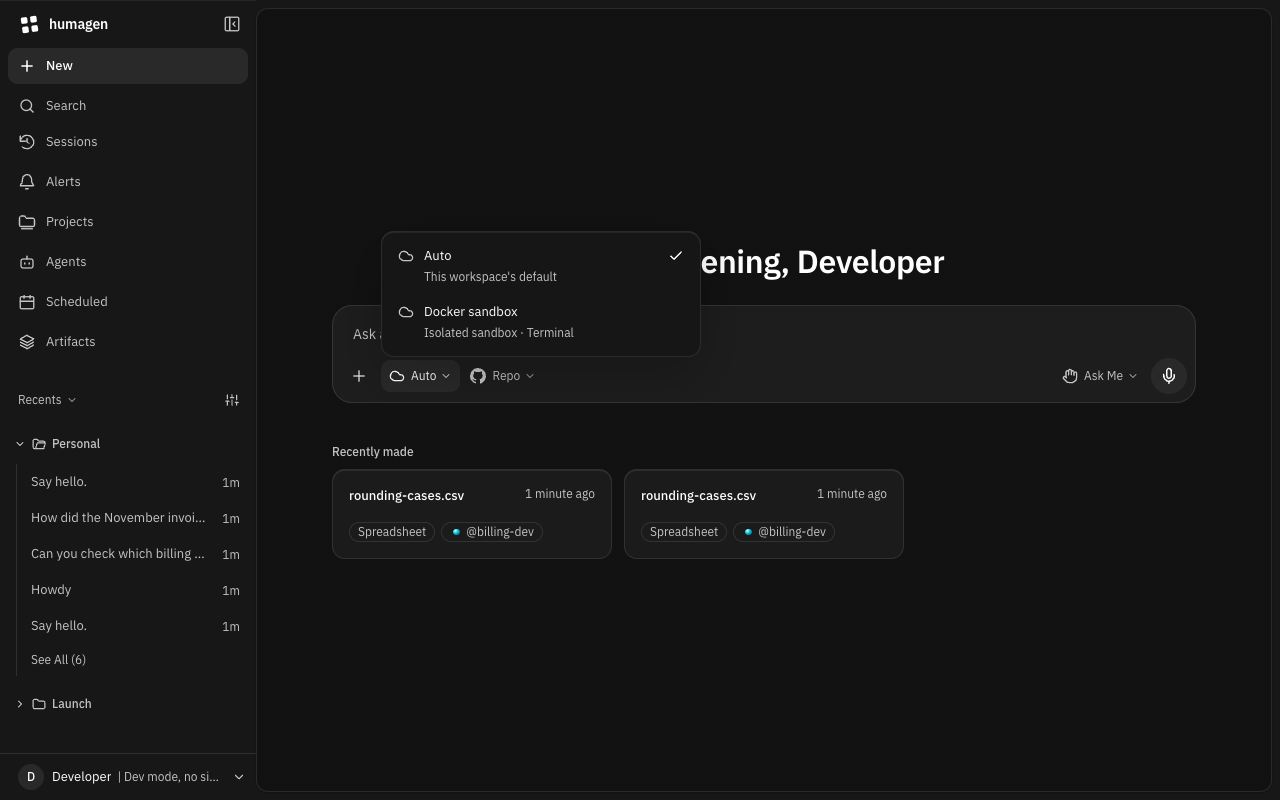 humagen
New
Search
Sessions
Alerts
Projects
Agents
Scheduled
Artifacts
Recents
Personal
Say hello. 1m
How did the November invoi... 1m
Can you check which billing ... 1m
Howdy 1m
Say hello. 1m
See All (6)
Launch
D Developer | Dev mode, no si...
ening, Developer
Auto
This workspace's default
Docker sandbox
Isolated sandbox · Terminal
Ask
Auto Repo Ask Me
Recently made
rounding-cases.csv 1 minute ago
Spreadsheet @billing-dev
rounding-cases.csv 1 minute ago
Spreadsheet @billing-dev